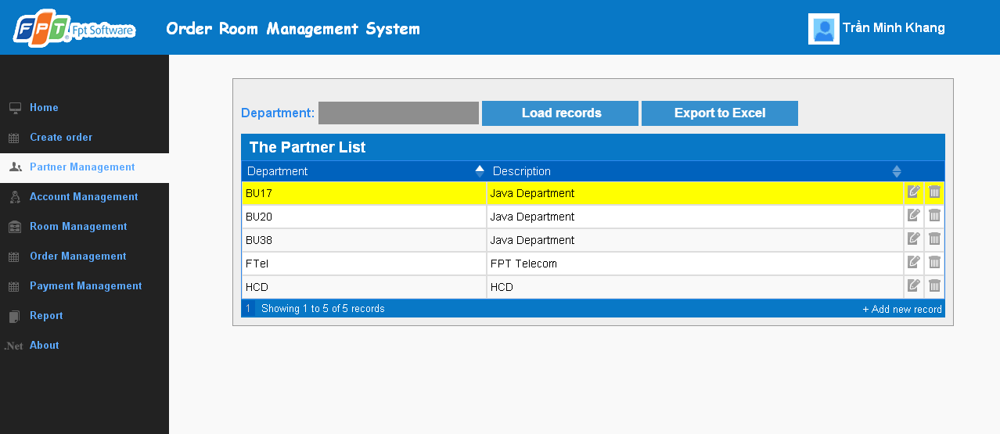 FPT Fpt Software
Order Room Management System
Trần Minh Khang
Home
Create order
Partner Management
Account Management
Room Management
Order Management
Payment Management
Report
.Net About
Department: Load records Export to Excel
The Partner List
Department Description
BU17 Java Department
BU20 Java Department
BU38 Java Department
FTel FPT Telecom
HCD HCD
1 Showing 1 to 5 of 5 records + Add new record